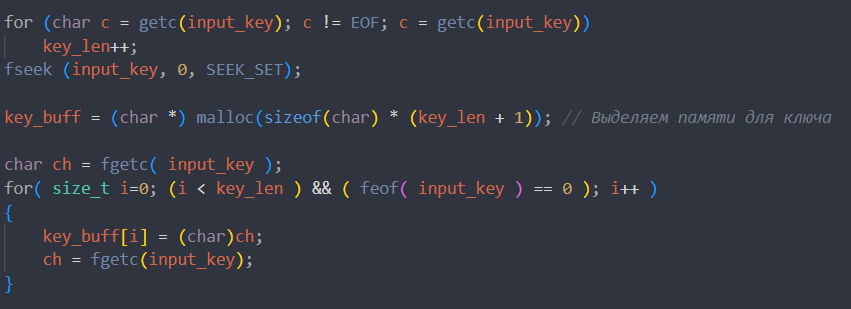 for (char c = getc(input_key); c != EOF; c = getc(input_key))
    key_len++;
fseek (input_key, 0, SEEK_SET);

key_buff = (char *) malloc(sizeof(char) * (key_len + 1)); // Выделяем памяти для ключа

char ch = fgetc( input_key );
for( size_t i=0; (i < key_len ) && ( feof( input_key ) == 0 ); i++ )
{
    key_buff[i] = (char)ch;
    ch = fgetc(input_key);
}